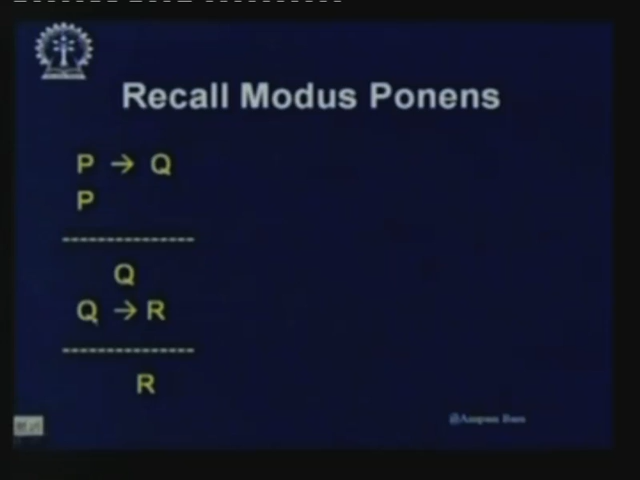 Recall Modus Ponens
P → Q
P
---------------
Q
Q → R
---------------
R